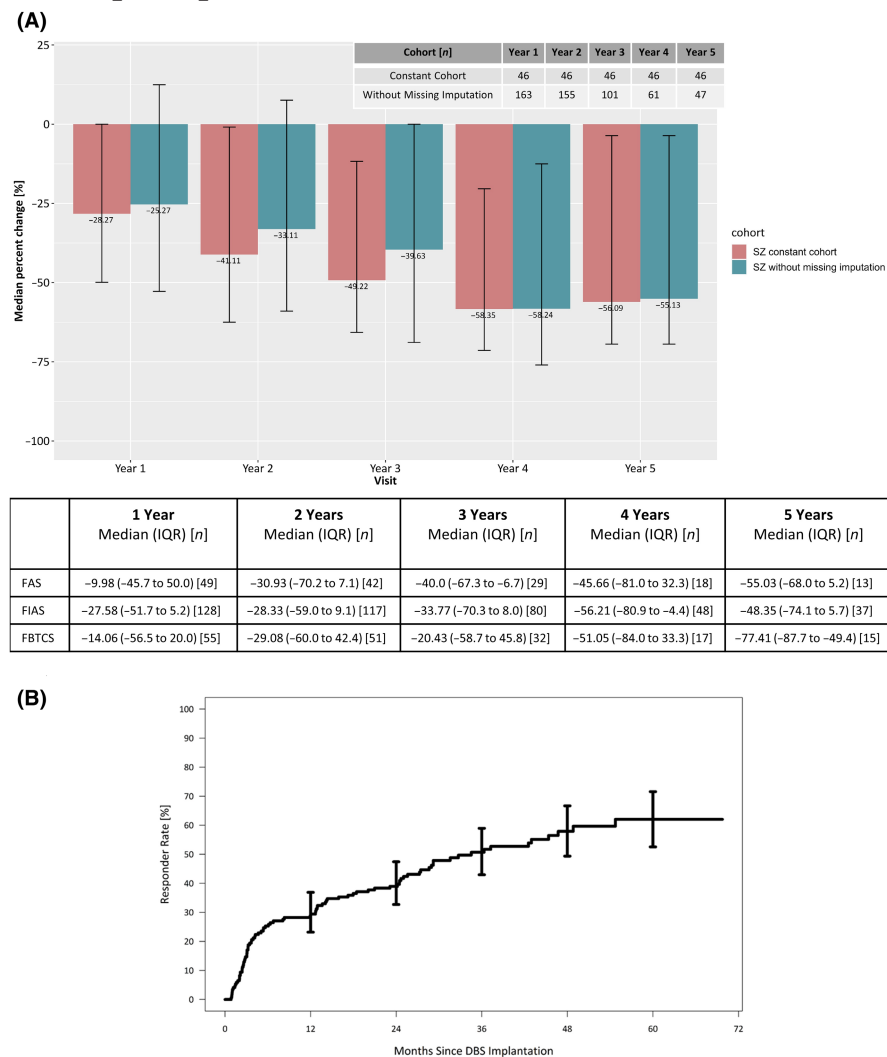 (A)
25
0
−25
−50
−75
−100
Median percent change [%]
Cohort [n] Year 1 Year 2 Year 3 Year 4 Year 5
Constant Cohort 46 46 46 46 46
Without Missing Imputation 163 155 101 61 47
−28.27 −25.27 −41.11 −33.11 −49.22 −39.63 −58.35 −58.24 −56.09 −55.13
Year 1 Year 2 Year 3 Year 4 Year 5
Visit
cohort
SZ constant cohort
SZ without missing imputation
1 Year 2 Years 3 Years 4 Years 5 Years
Median (IQR) [n] Median (IQR) [n] Median (IQR) [n] Median (IQR) [n] Median (IQR) [n]
FAS −9.98 (−45.7 to 50.0) [49] −30.93 (−70.2 to 7.1) [42] −40.0 (−67.3 to −6.7) [29] −45.66 (−81.0 to 32.3) [18] −55.03 (−68.0 to 5.2) [13]
FIAS −27.58 (−51.7 to 5.2) [128] −28.33 (−59.0 to 9.1) [117] −33.77 (−70.3 to 8.0) [80] −56.21 (−80.9 to −4.4) [48] −48.35 (−74.1 to 5.7) [37]
FBTCS −14.06 (−56.5 to 20.0) [55] −29.08 (−60.0 to 42.4) [51] −20.43 (−58.7 to 45.8) [32] −51.05 (−84.0 to 33.3) [17] −77.41 (−87.7 to −49.4) [15]
(B)
100
90
80
70
60
50
40
30
20
10
0
Responder Rate [%]
0 12 24 36 48 60 72
Months Since DBS Implantation